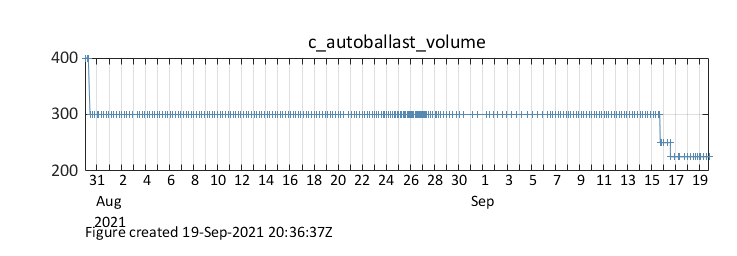 c_autoballast_volume
400
300
200
31 2 4 6 8 10 12 14 16 18 20 22 24 26 28 30 1 3 5 7 9 11 13 15 17 19
Aug Sep
2021
Figure created 19-Sep-2021 20:36:37Z